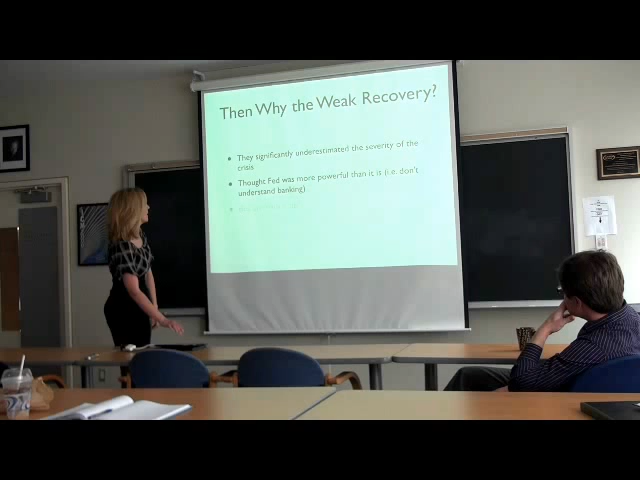 Then Why the Weak Recovery?
• They significantly underestimated the severity of the
crisis
• Thought Fed was more powerful than it is (i.e. don't
understand banking)